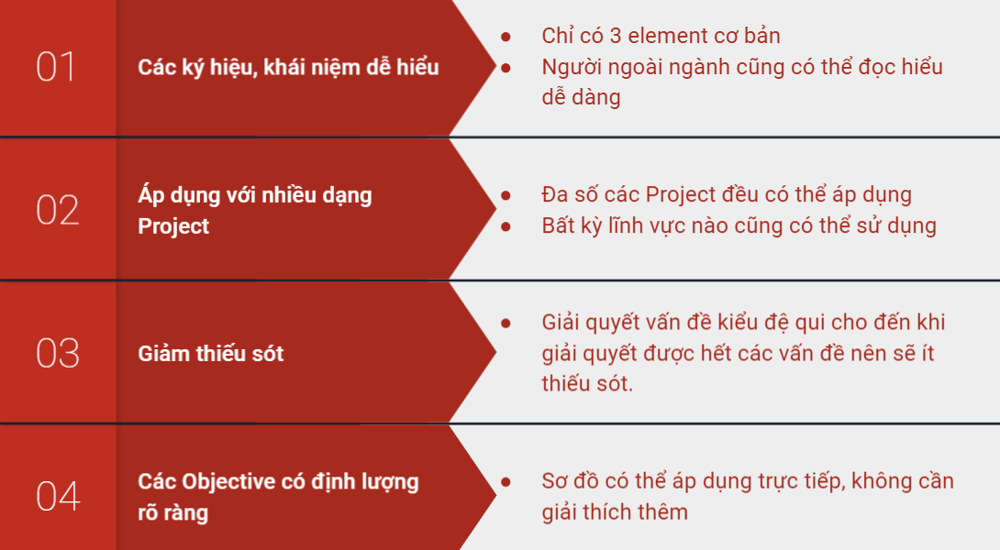 01
Các ký hiệu, khái niệm dễ hiểu
● Chỉ có 3 element cơ bản
● Người ngoài ngành cũng có thể đọc hiểu
dễ dàng
02
Áp dụng với nhiều dạng
Project
● Đa số các Project đều có thể áp dụng
● Bất kỳ lĩnh vực nào cũng có thể sử dụng
03
Giảm thiếu sót
● Giải quyết vấn đề kiểu đệ qui cho đến khi
giải quyết được hết các vấn đề nên sẽ ít
thiếu sót.
04
Các Objective có định lượng
rõ ràng
● Sơ đồ có thể áp dụng trực tiếp, không cần
giải thích thêm